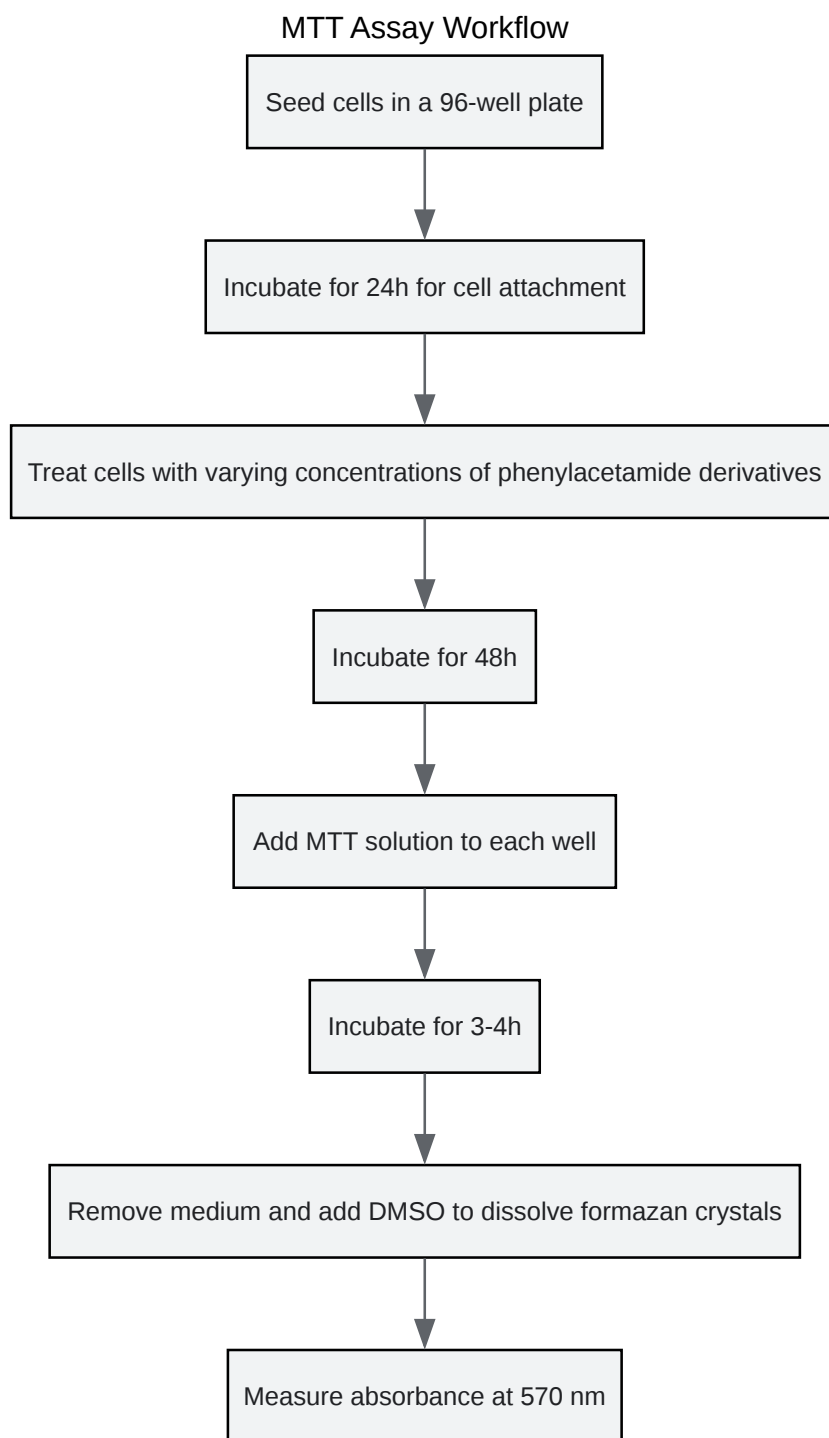 MTT Assay Workflow
Seed cells in a 96-well plate
Incubate for 24h for cell attachment
Treat cells with varying concentrations of phenylacetamide derivatives
Incubate for 48h
Add MTT solution to each well
Incubate for 3-4h
Remove medium and add DMSO to dissolve formazan crystals
Measure absorbance at 570 nm